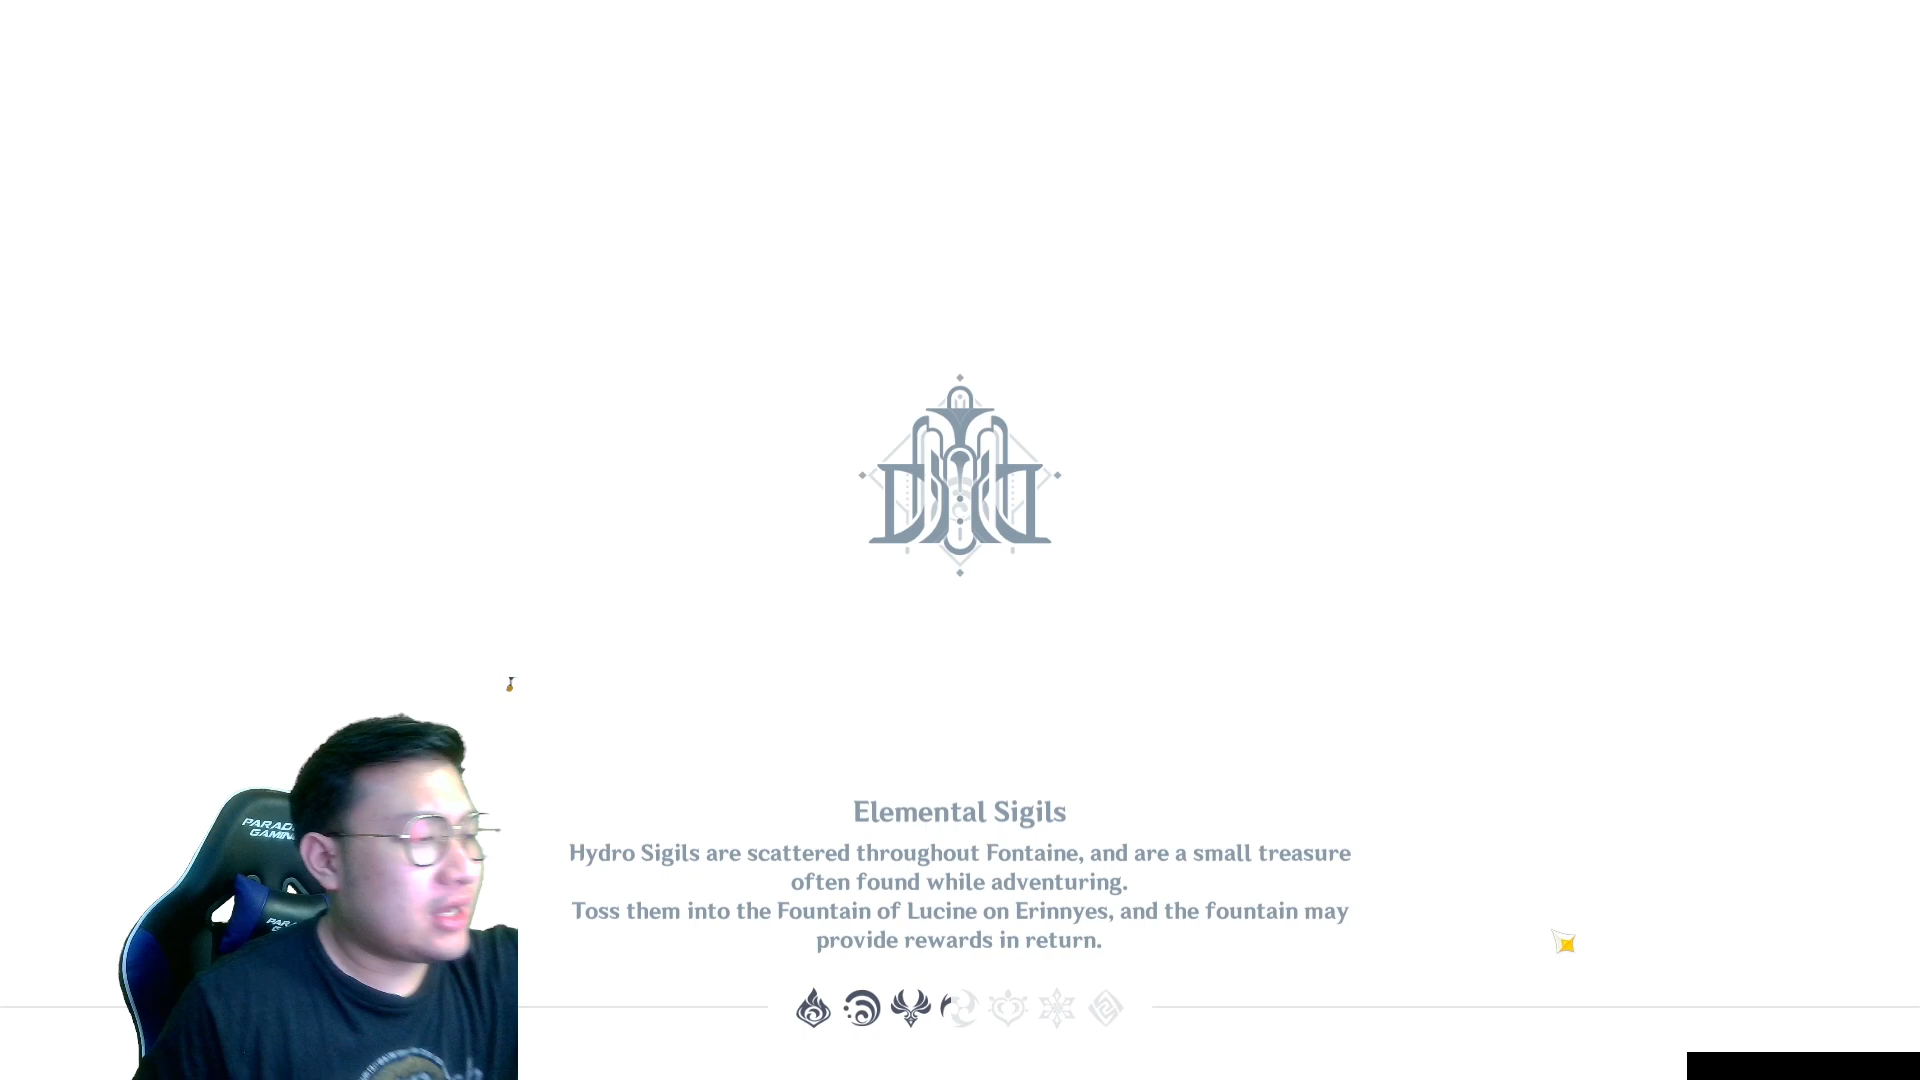 Elemental Sigils
Hydro Sigils are scattered throughout Fontaine, and are a small treasure
often found while adventuring.
Toss them into the Fountain of Lucine on Erinnyes, and the fountain may
provide rewards in return.